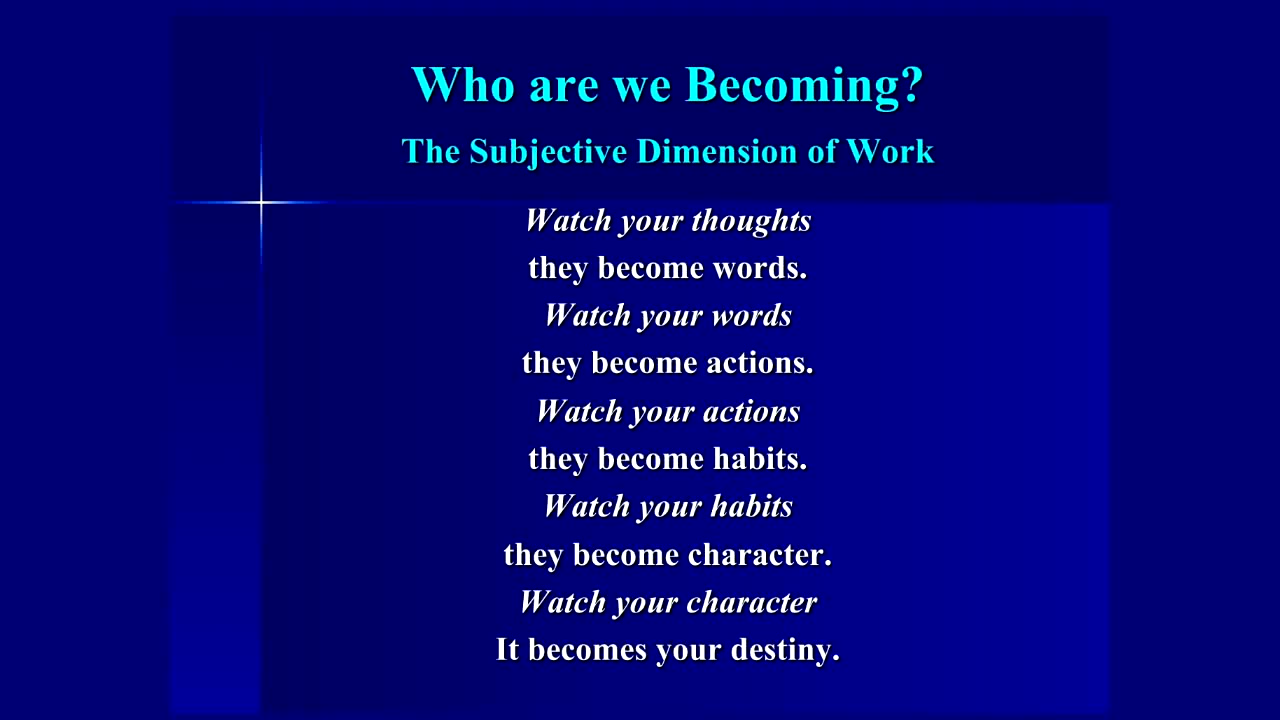 Who are we Becoming?
The Subjective Dimension of Work
Watch your thoughts
they become words.
Watch your words
they become actions.
Watch your actions
they become habits.
Watch your habits
they become character.
Watch your character
It becomes your destiny.